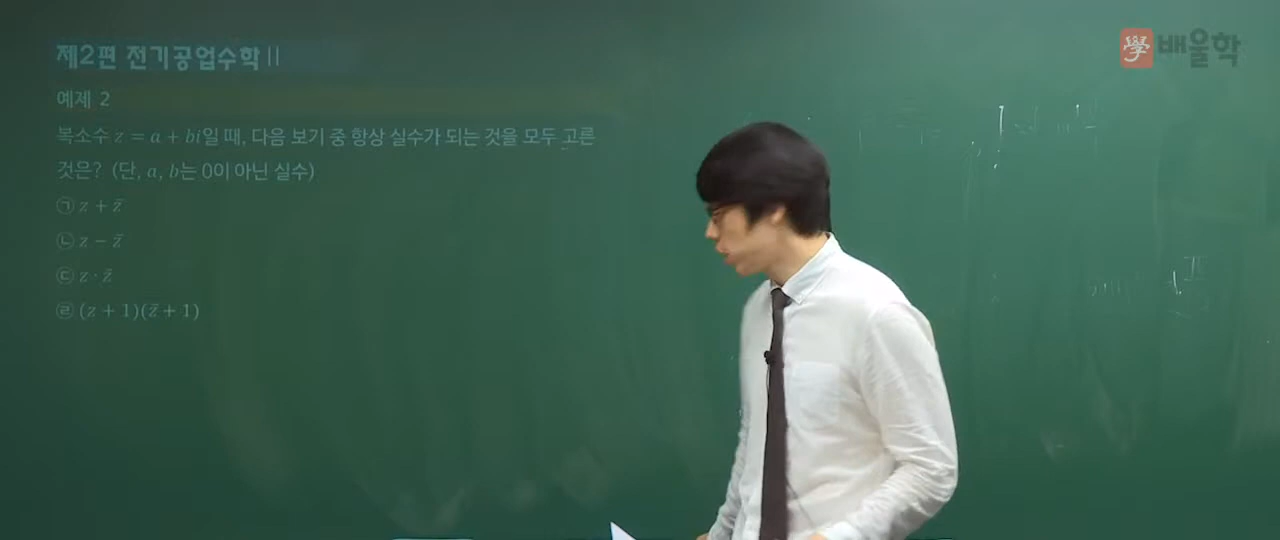 제2편 전기공업수학 II
學 배울학
예제 2
복소수 z = a + bi일 때, 다음 보기 중 항상 실수가 되는 것을 모두 고른
것은? (단, a, b는 0이 아닌 실수)
㉠ z + z̄
㉡ z − z̄
㉢ z · z̄
㉣ (z + 1)(z̄ + 1)